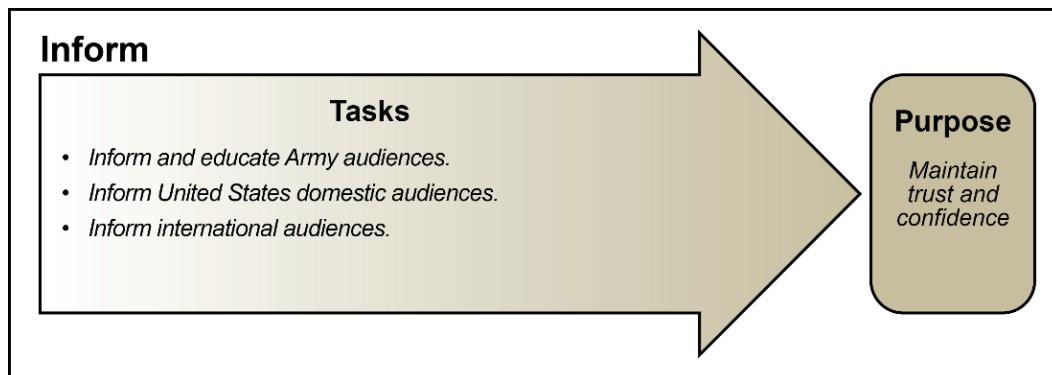 Inform
Tasks
• Inform and educate Army audiences.
• Inform United States domestic audiences.
• Inform international audiences.
Purpose
Maintain
trust and
confidence